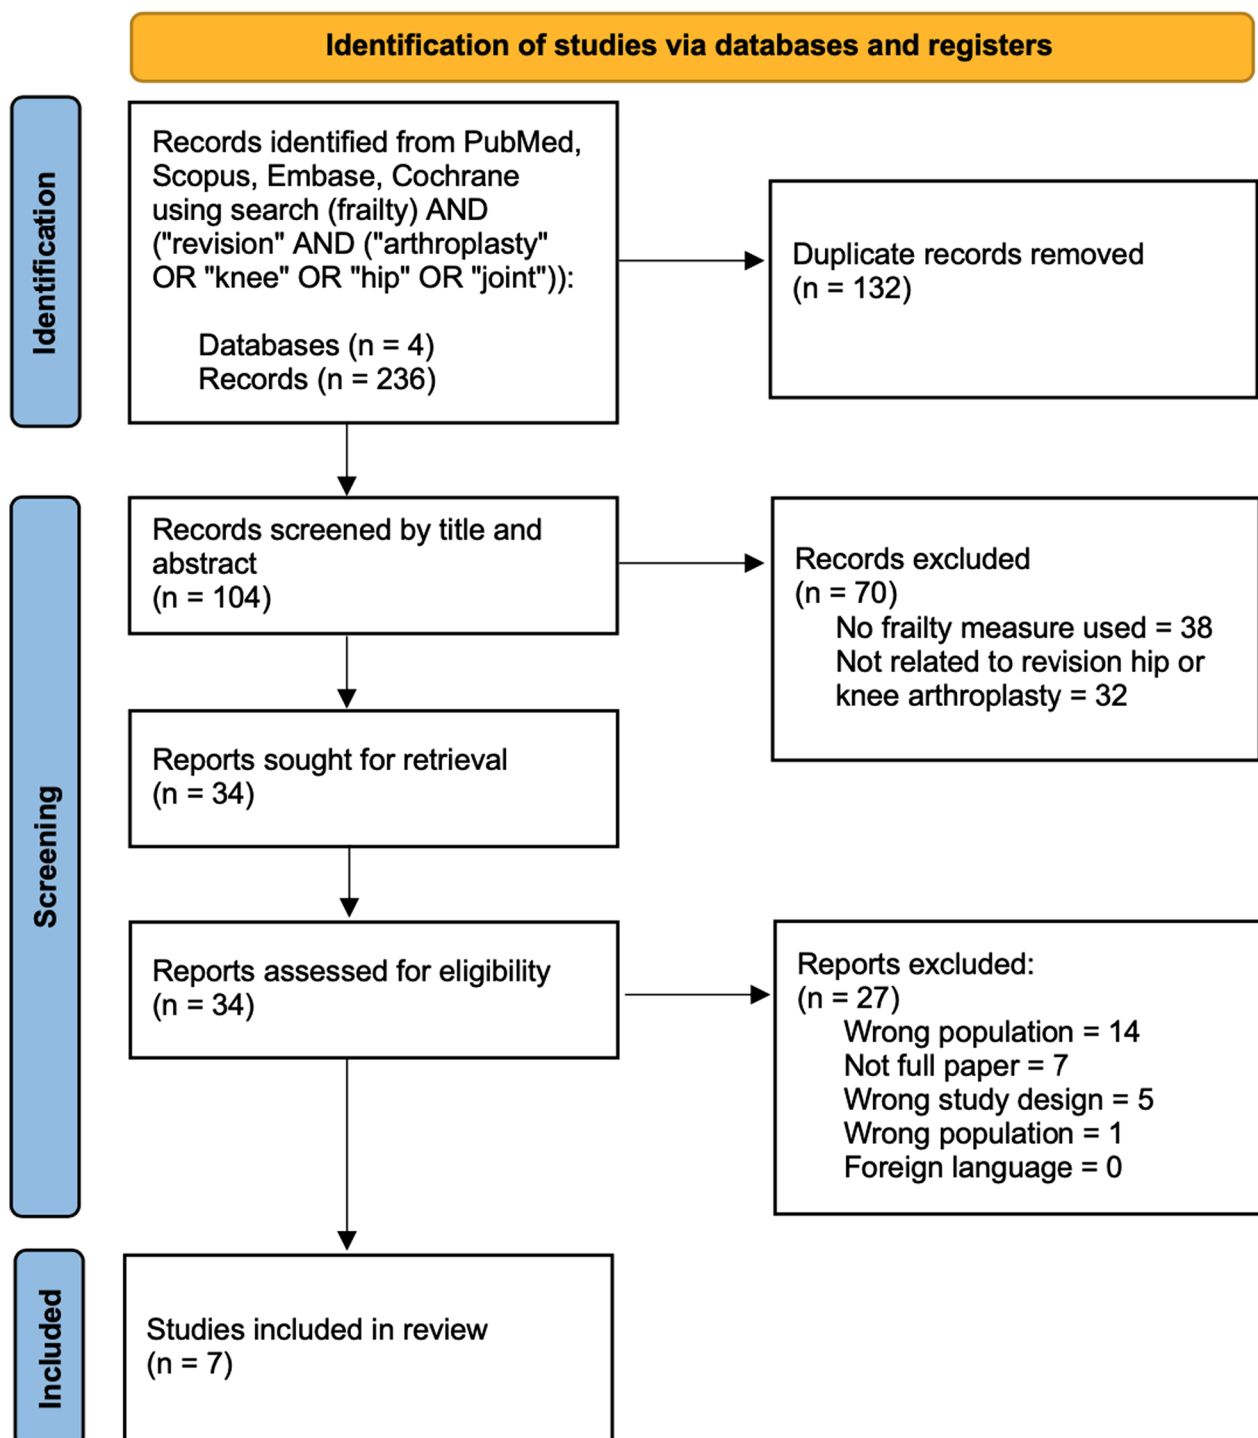 Identification of studies via databases and registers
Identification
Records identified from PubMed,
Scopus, Embase, Cochrane
using search (frailty) AND
("revision" AND ("arthroplasty"
OR "knee" OR "hip" OR "joint")):
Databases (n = 4)
Records (n = 236)
Duplicate records removed
(n = 132)
Screening
Records screened by title and
abstract
(n = 104)
Records excluded
(n = 70)
No frailty measure used = 38
Not related to revision hip or
knee arthroplasty = 32
Reports sought for retrieval
(n = 34)
Reports assessed for eligibility
(n = 34)
Reports excluded:
(n = 27)
Wrong population = 14
Not full paper = 7
Wrong study design = 5
Wrong population = 1
Foreign language = 0
Included
Studies included in review
(n = 7)